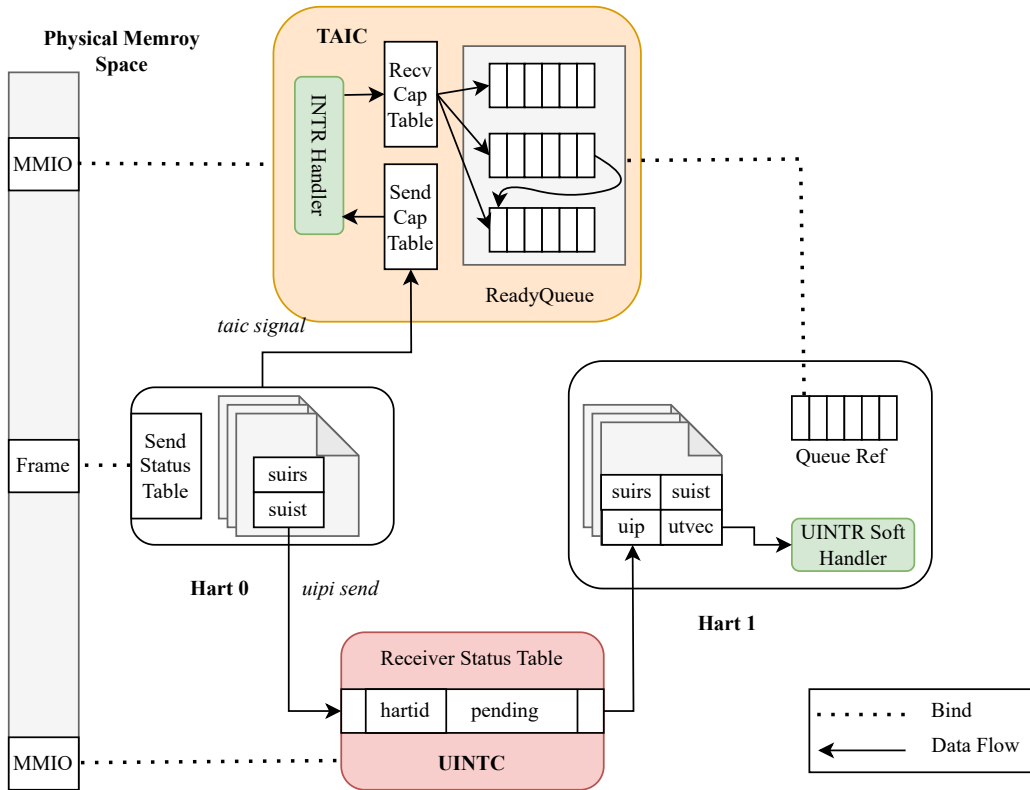 Physical Memroy
Space
MMIO
Frame
MMIO
TAIC
INTR Handler
Recv
Cap
Table
Send
Cap
Table
ReadyQueue
taic signal
Send
Status
Table
suirs
suist
Hart 0
uipi send
suirs
suist
uip
utvec
Queue Ref
UINTR Soft
Handler
Hart 1
Receiver Status Table
hartid
pending
UINTC
Bind
Data Flow